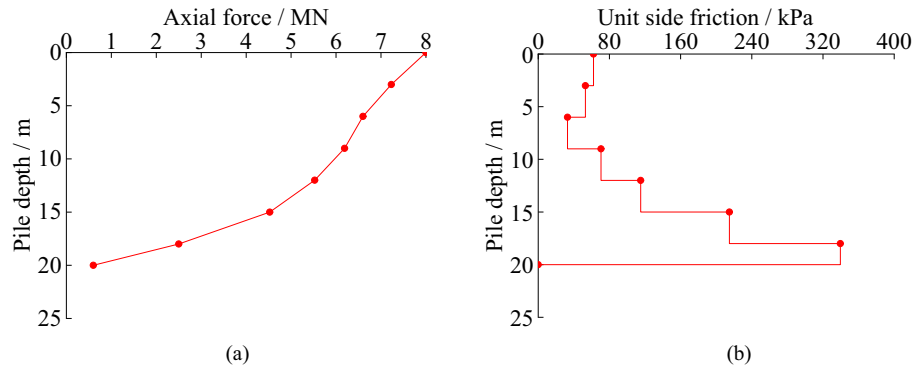 Axial force / MN
0 1 2 3 4 5 6 7 8
0
5
10
15
20
25
Pile depth / m
(a)
Unit side friction / kPa
0 80 160 240 320 400
0
5
10
15
20
25
Pile depth / m
(b)